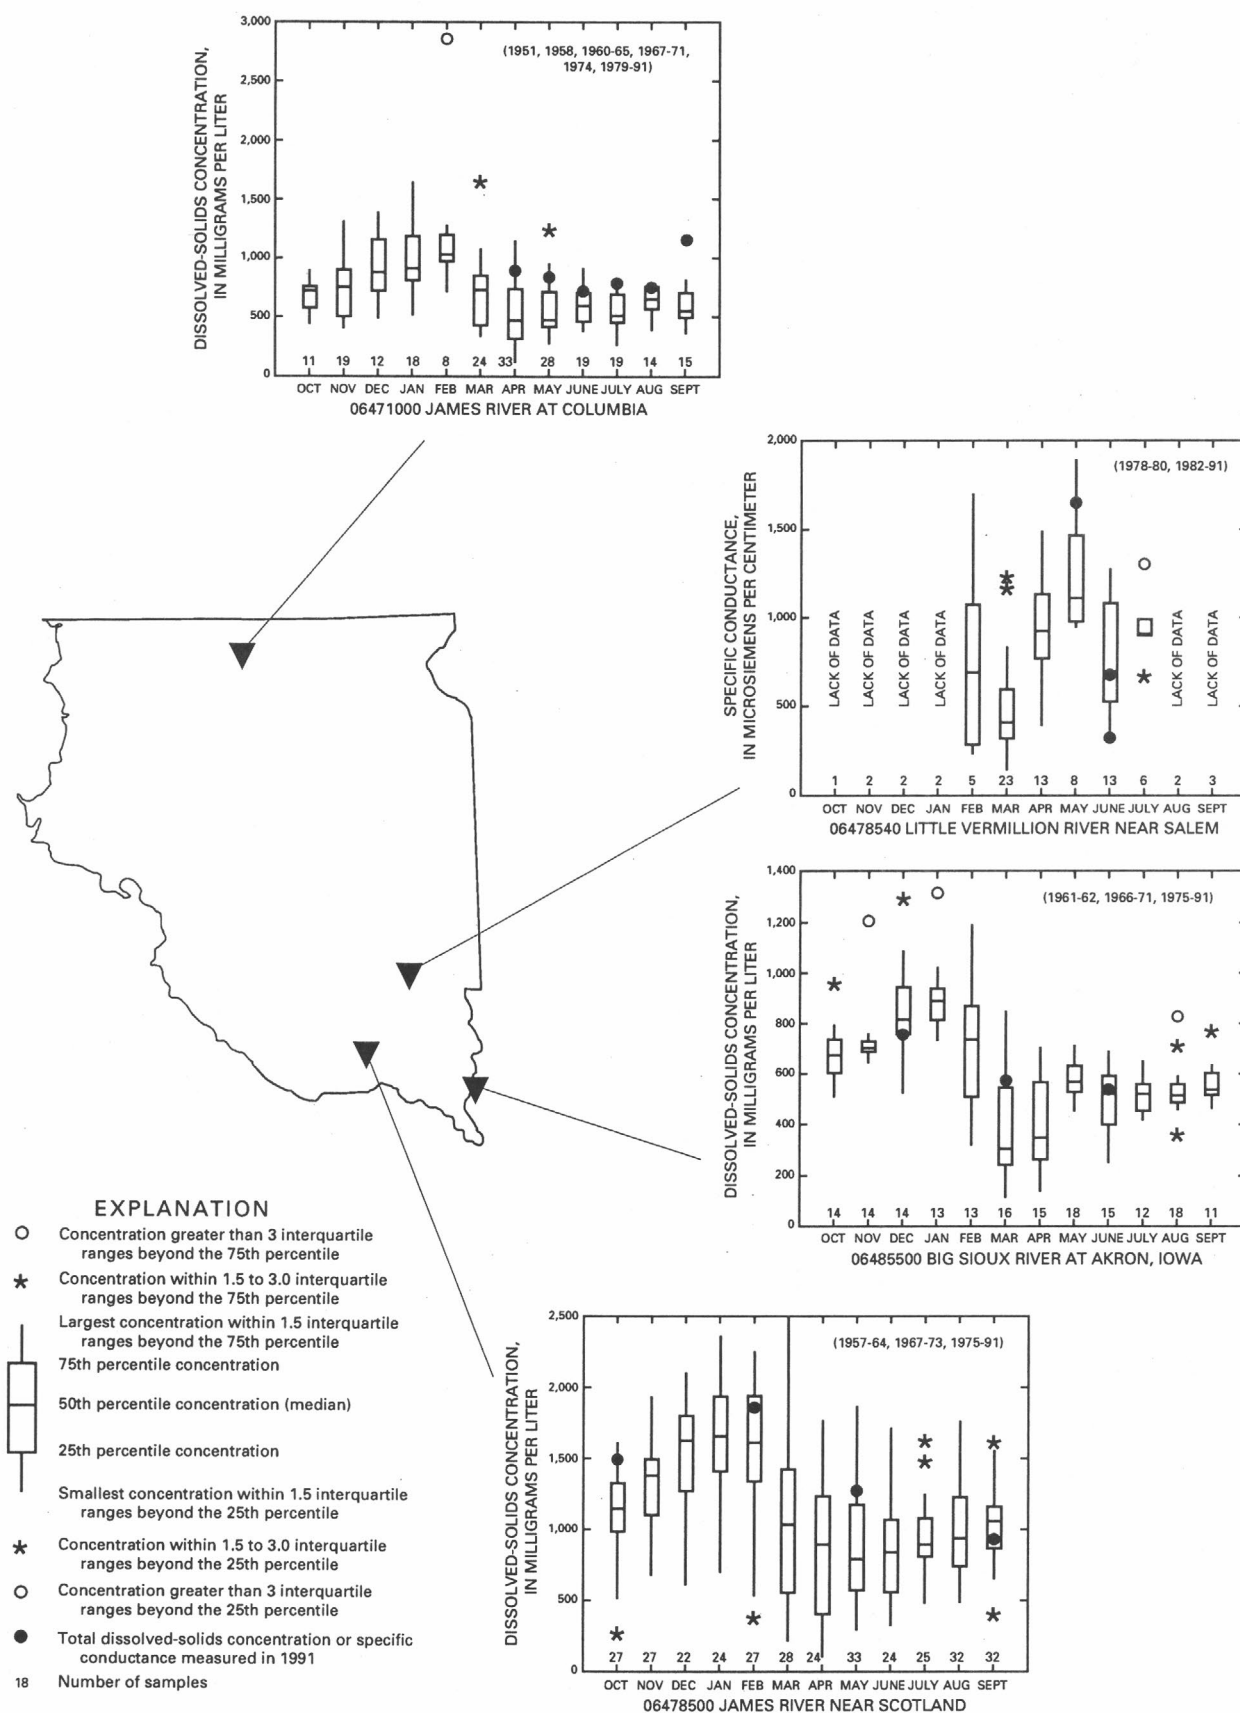 3,000
2,500
2,000
1,500
1,000
500
0
DISSOLVED-SOLIDS CONCENTRATION,
IN MILLIGRAMS PER LITER
(1951, 1958, 1960-65, 1967-71,
1974, 1979-91)
11 19 12 18 8 24 33 28 19 19 14 15
OCT NOV DEC JAN FEB MAR APR MAY JUNE JULY AUG SEPT
06471000 JAMES RIVER AT COLUMBIA
2,000
1,500
1,000
500
0
SPECIFIC CONDUCTANCE,
IN MICROSIEMENS PER CENTIMETER
(1978-80, 1982-91)
LACK OF DATA
LACK OF DATA
LACK OF DATA
LACK OF DATA
LACK OF DATA
LACK OF DATA
1 2 2 2 5 23 13 8 13 6 2 3
OCT NOV DEC JAN FEB MAR APR MAY JUNE JULY AUG SEPT
06478540 LITTLE VERMILLION RIVER NEAR SALEM
1,400
1,200
1,000
800
600
400
200
0
DISSOLVED-SOLIDS CONCENTRATION,
IN MILLIGRAMS PER LITER
(1961-62, 1966-71, 1975-91)
14 14 14 13 13 16 15 18 15 12 18 11
OCT NOV DEC JAN FEB MAR APR MAY JUNE JULY AUG SEPT
06485500 BIG SIOUX RIVER AT AKRON, IOWA
EXPLANATION
Concentration greater than 3 interquartile
ranges beyond the 75th percentile
Concentration within 1.5 to 3.0 interquartile
ranges beyond the 75th percentile
Largest concentration within 1.5 interquartile
ranges beyond the 75th percentile
75th percentile concentration
50th percentile concentration (median)
25th percentile concentration
Smallest concentration within 1.5 interquartile
ranges beyond the 25th percentile
Concentration within 1.5 to 3.0 interquartile
ranges beyond the 25th percentile
Concentration greater than 3 interquartile
ranges beyond the 25th percentile
Total dissolved-solids concentration or specific
conductance measured in 1991
18 Number of samples
2,500
2,000
1,500
1,000
500
0
DISSOLVED-SOLIDS CONCENTRATION,
IN MILLIGRAMS PER LITER
(1957-64, 1967-73, 1975-91)
27 27 22 24 27 28 24 33 24 25 32 32
OCT NOV DEC JAN FEB MAR APR MAY JUNE JULY AUG SEPT
06478500 JAMES RIVER NEAR SCOTLAND